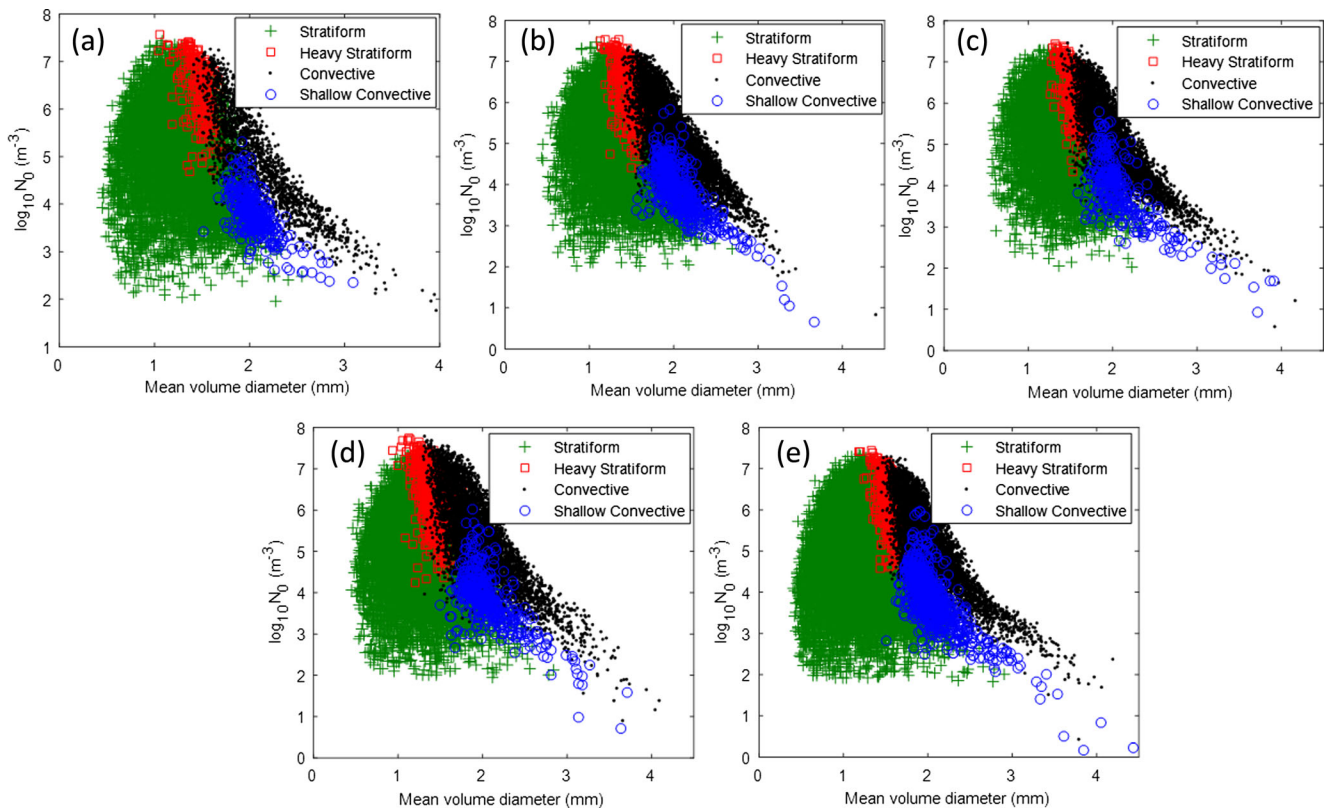 (a)
Stratiform
Heavy Stratiform
Convective
Shallow Convective
8
7
6
5
4
3
2
1
log10N0 (m-3)
0 1 2 3 4
Mean volume diameter (mm)
(b)
Stratiform
Heavy Stratiform
Convective
Shallow Convective
8
7
6
5
4
3
2
1
0
log10N0 (m-3)
0 1 2 3 4
Mean volume diameter (mm)
(c)
Stratiform
Heavy Stratiform
Convective
Shallow Convective
8
7
6
5
4
3
2
1
0
log10N0 (m-3)
0 1 2 3 4
Mean volume diameter (mm)
(d)
Stratiform
Heavy Stratiform
Convective
Shallow Convective
8
7
6
5
4
3
2
1
0
log10N0 (m-3)
0 1 2 3 4
Mean volume diameter (mm)
(e)
Stratiform
Heavy Stratiform
Convective
Shallow Convective
8
7
6
5
4
3
2
1
0
log10N0 (m-3)
0 1 2 3 4
Mean volume diameter (mm)